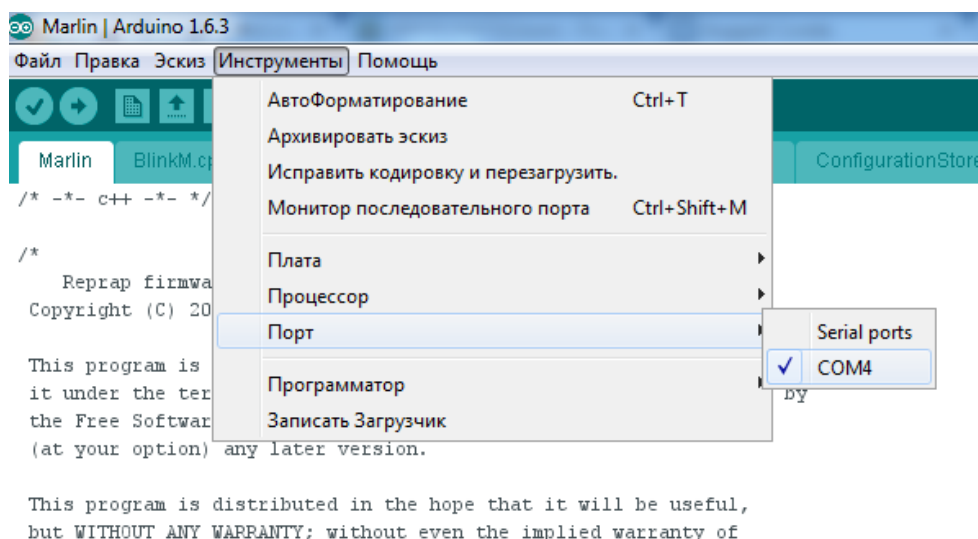 Marlin | Arduino 1.6.3
Файл Правка Эскиз Инструменты Помощь
АвтоФорматирование Ctrl+T
Архивировать эскиз
Исправить кодировку и перезагрузить.
Монитор последовательного порта Ctrl+Shift+M
Плата
Процессор
Порт
Программатор
Записать Загрузчик
Serial ports
COM4
Marlin BlinkM.cp ConfigurationStore
/* -*- c++ -*- */
/*
Reprap firmwa
Copyright (C) 20
This program is
it under the ter by
the Free Softwar
(at your option) any later version.
This program is distributed in the hope that it will be useful,
but WITHOUT ANY WARRANTY; without even the implied warranty of